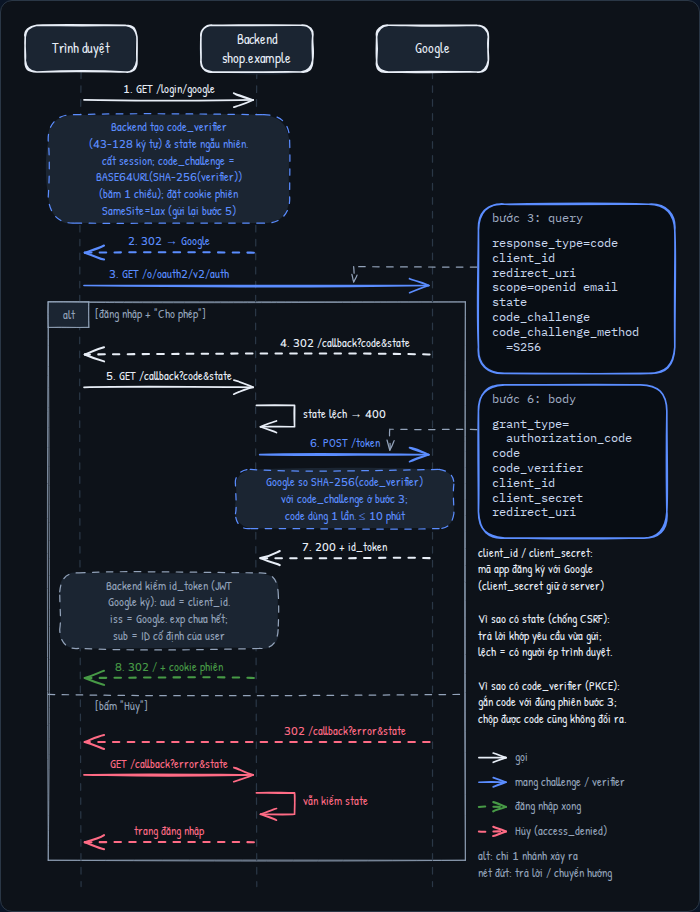 Trình duyệt
Backend
shop.example
Google
1. GET /login/google
Backend tạo code_verifier
(43-128 ký tự) & state ngẫu nhiên.
cất session; code_challenge =
BASE64URL(SHA-256(verifier))
(băm 1 chiều); đặt cookie phiên
SameSite=Lax (gửi lại bước 5)
2. 302 → Google
3. GET /o/oauth2/v2/auth
bước 3: query
response_type=code
client_id
redirect_uri
scope=openid email
state
code_challenge
code_challenge_method
=S256
alt
[đăng nhập + "Cho phép"]
4. 302 /callback?code&state
5. GET /callback?code&state
state lệch → 400
6. POST /token
bước 6: body
grant_type=
authorization_code
code
code_verifier
client_id
client_secret
redirect_uri
Google so SHA-256(code_verifier)
với code_challenge ở bước 3;
code dùng 1 lần. ≤ 10 phút
7. 200 + id_token
Backend kiểm id_token (JWT
Google ký): aud = client_id.
iss = Google. exp chưa hết;
sub = ID cố định của user
8. 302 / + cookie phiên
client_id / client_secret:
mã app đăng ký với Google
(client_secret giữ ở server)
Vì sao có state (chống CSRF):
trả lời khớp yêu cầu vừa gửi;
lệch = có người ép trình duyệt.
Vì sao có code_verifier (PKCE):
gắn code với đúng phiên bước 3;
chộp được code cũng không đổi ra.
[bấm "Hủy"]
302 /callback?error&state
GET /callback?error&state
vẫn kiểm state
trang đăng nhập
gọi
mang challenge / verifier
đăng nhập xong
Hủy (access_denied)
alt: chỉ 1 nhánh xảy ra
nét đứt: trả lời / chuyển hướng